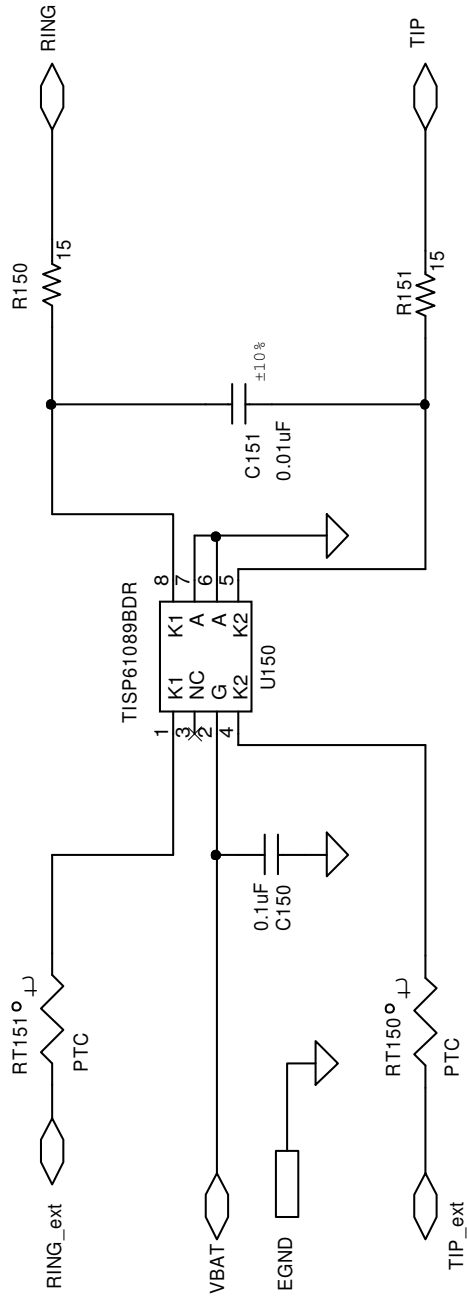 RING_ext
RT151
PTC
TISP61089BDR
R150
15
RING
1
3
2
4
K1
NC
G
K2
K1
A
A
K2
8
7
6
5
U150
VBAT
0.1uF
C150
C151
0.01uF
±10%
EGND
TIP_ext
RT150
PTC
R151
15
TIP